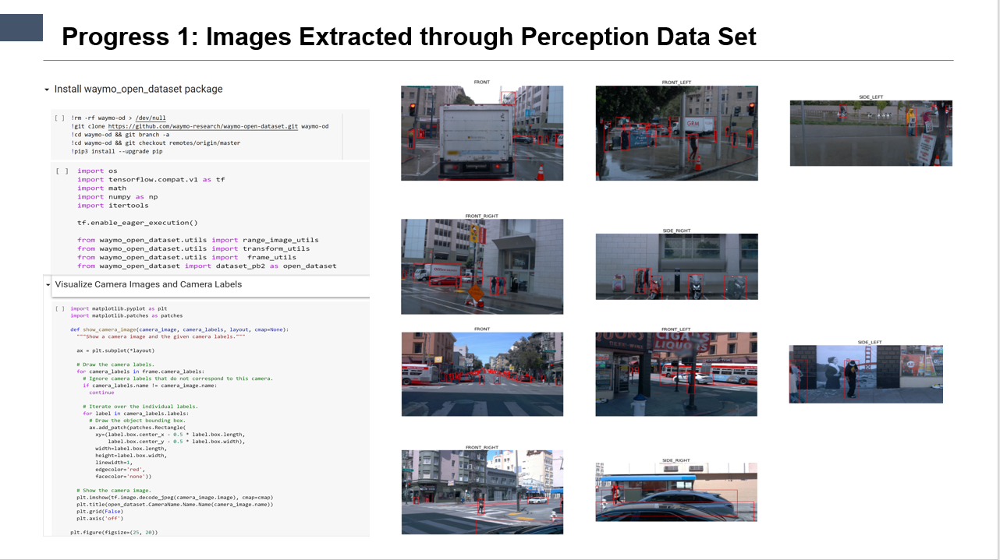 Progress 1: Images Extracted through Perception Data Set
Install waymo_open_dataset package
[ ] !rm -rf waymo-od > /dev/null
!git clone https://github.com/waymo-research/waymo-open-dataset.git waymo-od
!cd waymo-od && git branch -a
!cd waymo-od && git checkout remotes/origin/master
!pip3 install --upgrade pip
[ ] import os
import tensorflow.compat.v1 as tf
import math
import numpy as np
import itertools
tf.enable_eager_execution()
from waymo_open_dataset.utils import range_image_utils
from waymo_open_dataset.utils import transform_utils
from waymo_open_dataset.utils import  frame_utils
from waymo_open_dataset import dataset_pb2 as open_dataset
Visualize Camera Images and Camera Labels
[ ] import matplotlib.pyplot as plt
import matplotlib.patches as patches
def show_camera_image(camera_image, camera_labels, layout, cmap=None):
"""Show a camera image and the given camera labels."""
ax = plt.subplot(*layout)
# Draw the camera labels.
for camera_labels in frame.camera_labels:
# Ignore camera labels that do not correspond to this camera.
if camera_labels.name != camera_image.name:
continue
# Iterate over the individual labels.
for label in camera_labels.labels:
# Draw the object bounding box.
ax.add_patch(patches.Rectangle(
xy=(label.box.center_x - 0.5 * label.box.length,
label.box.center_y - 0.5 * label.box.width),
width=label.box.length,
height=label.box.width,
linewidth=1,
edgecolor='red',
facecolor='none'))
# Show the camera image.
plt.imshow(tf.image.decode_jpeg(camera_image.image), cmap=cmap)
plt.title(open_dataset.CameraName.Name.Name(camera_image.name))
plt.grid(False)
plt.axis('off')
plt.figure(figsize=(25, 20))
FRONT
FRONT_LEFT
GRM
SIDE_LEFT
FRONT_RIGHT
SIDE_RIGHT
FRONT
FRONT_LEFT
LIQUORS
SIDE_LEFT
FRONT_RIGHT
SIDE_RIGHT